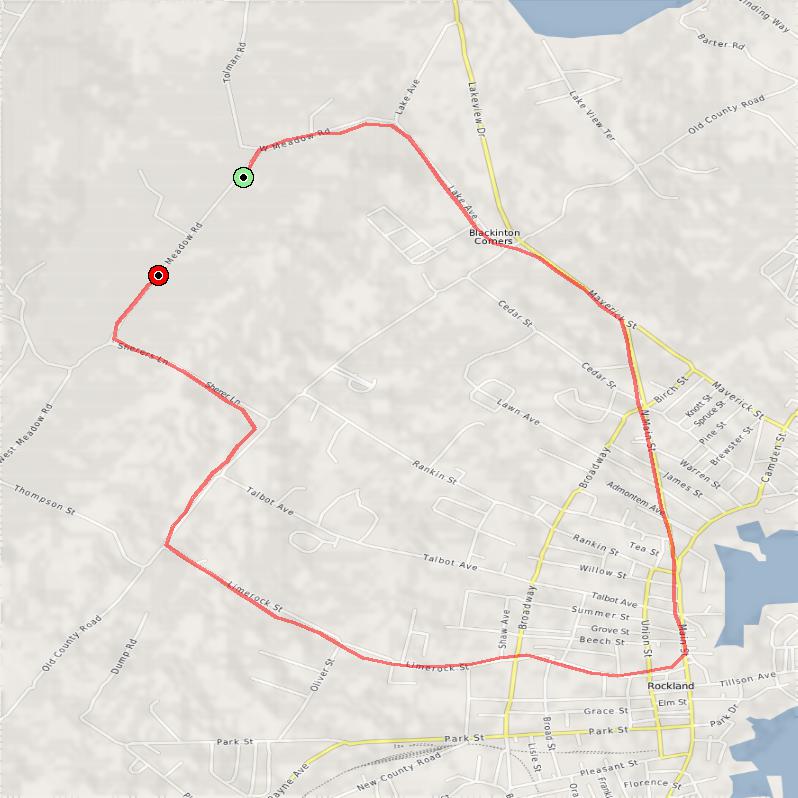 Winding Way
Barter Rd
Tolman Rd
Lake Ave
Lakeview Dr
Lake View Ter
Old County Road
W Meadow Rd
Lake Ave
Blackinton
Corners
Meadow Rd
Maverick St
Cedar St
Sherers Ln
Sherer Ln
Cedar St
Birch St
Maverick St
Knott St
Spruce St
Lawn Ave
N Main St
Pine St
Brewster St
Camden St
West Meadow Rd
Broadway
Rankin St
Warren St
James St
Thompson St
Talbot Ave
Admontem Ave
Rankin St
Tea St
Talbot Ave
Willow St
Limerock St
Talbot Ave
Summer St
Shaw Ave
Broadway
Grove St
Beech St
Union St
Main St
Old County Road
Dump Rd
Oliver St
Limerock St
Rockland
Tillson Ave
Elm St
Grace St
Park Dr
Park St
Park St
Park St
Broad St
Lisle St
New County Road
Payne Ave
Pleasant St
Florence St